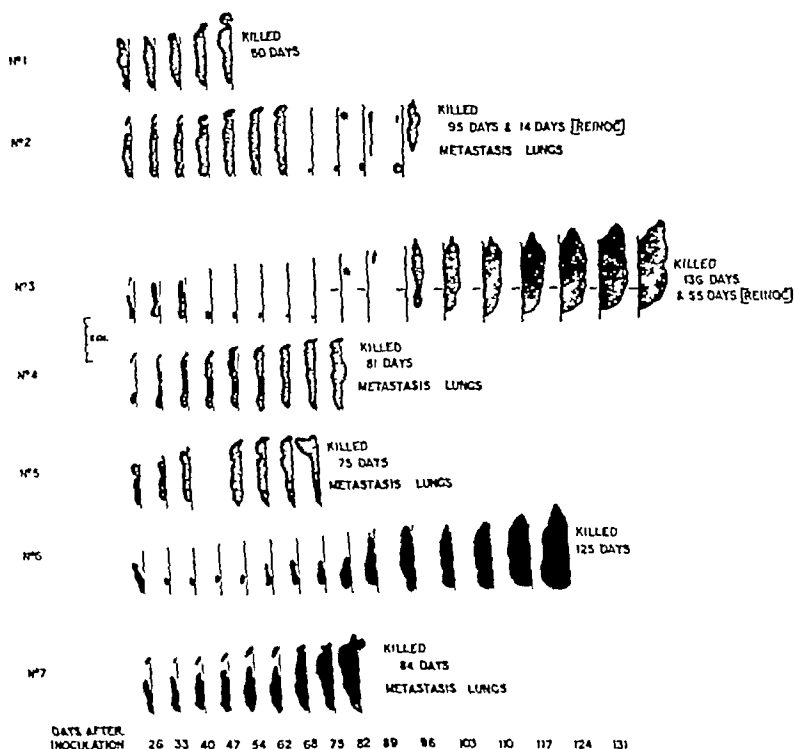 Nº1
KILLED
50 DAYS
Nº2
KILLED
95 DAYS & 14 DAYS [REINOC]
METASTASIS LUNGS
Nº3
KILLED
136 DAYS
& 55 DAYS [REINOC]
Nº4
KILLED
81 DAYS
METASTASIS LUNGS
Nº5
KILLED
75 DAYS
METASTASIS LUNGS
Nº6
KILLED
125 DAYS
Nº7
KILLED
84 DAYS
METASTASIS LUNGS
DAYS AFTER
INOCULATION 26 33 40 47 54 62 68 75 82 89 96 103 110 117 124 131